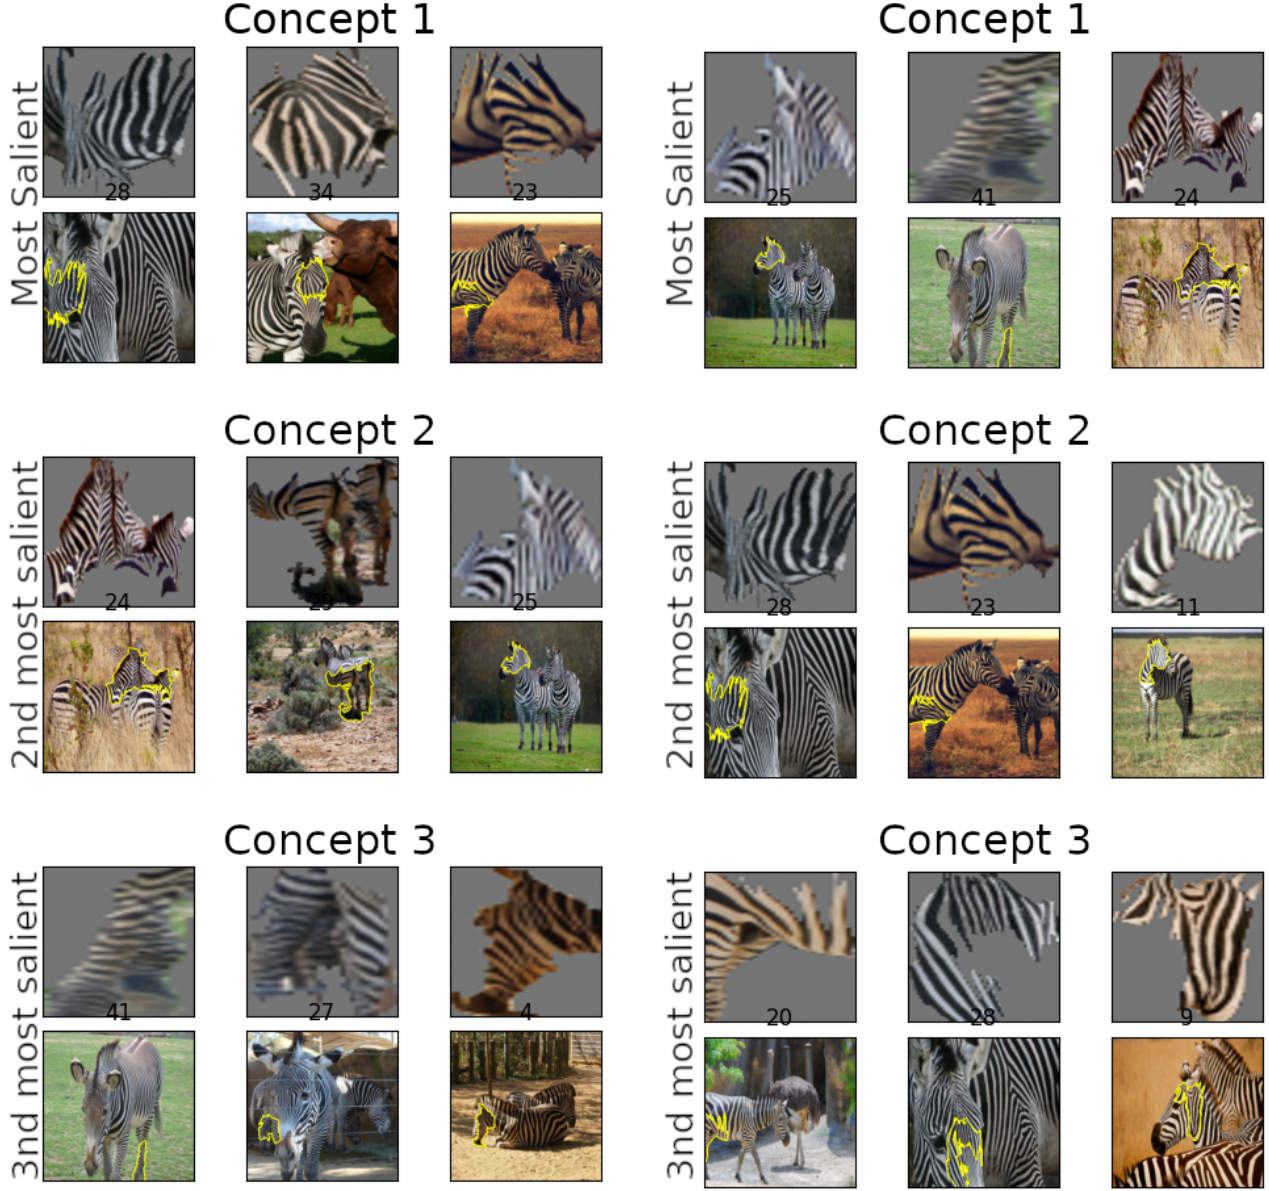 Concept 1
Most Salient
28 34 23
Concept 1
Most Salient
25 41 24
Concept 2
2nd most salient
24 29 25
Concept 2
2nd most salient
28 23 11
Concept 3
3nd most salient
41 27 4
Concept 3
3nd most salient
20 28 9